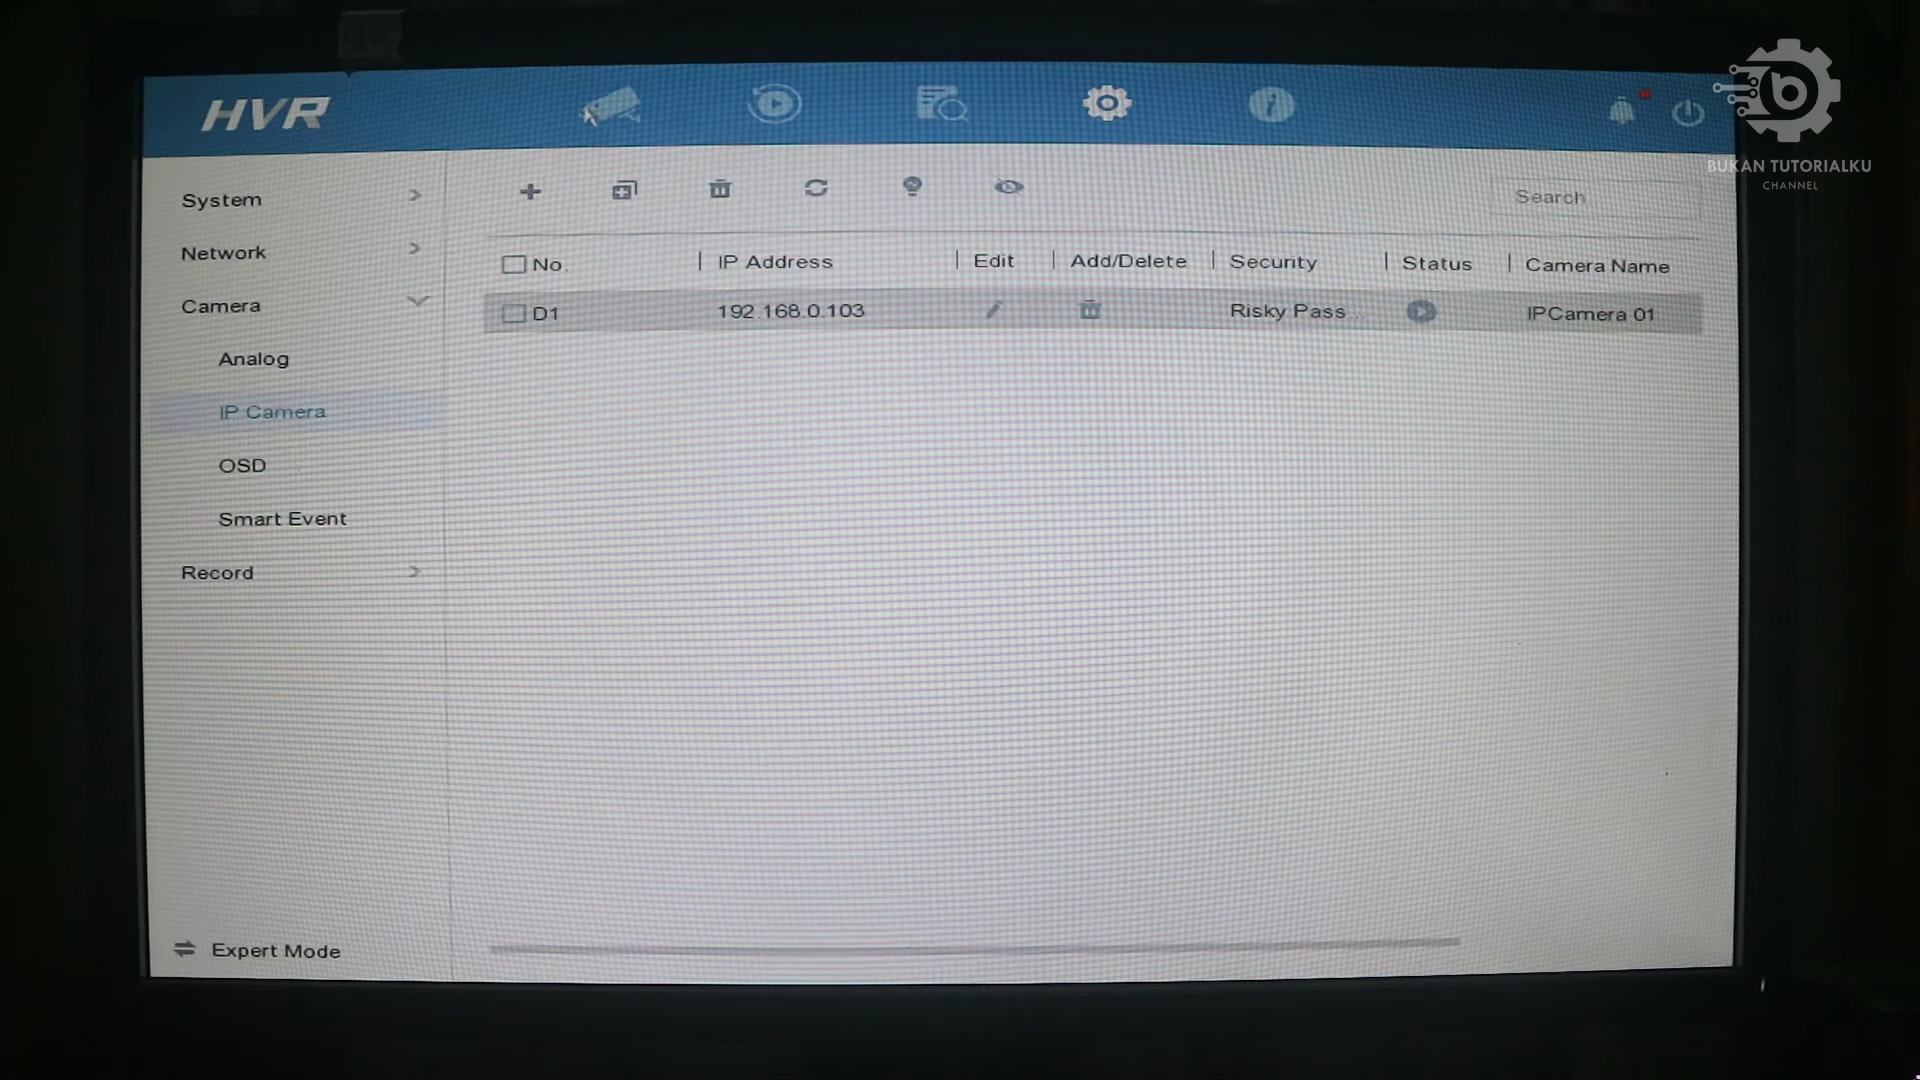 HVR
BUKAN TUTORIALKU
CHANNEL
System
Network
Camera
Analog
IP Camera
OSD
Smart Event
Record
Expert Mode
Search
No. IP Address Edit Add/Delete Security Status Camera Name
D1 192.168.0.103 Risky Pass... IPCamera 01